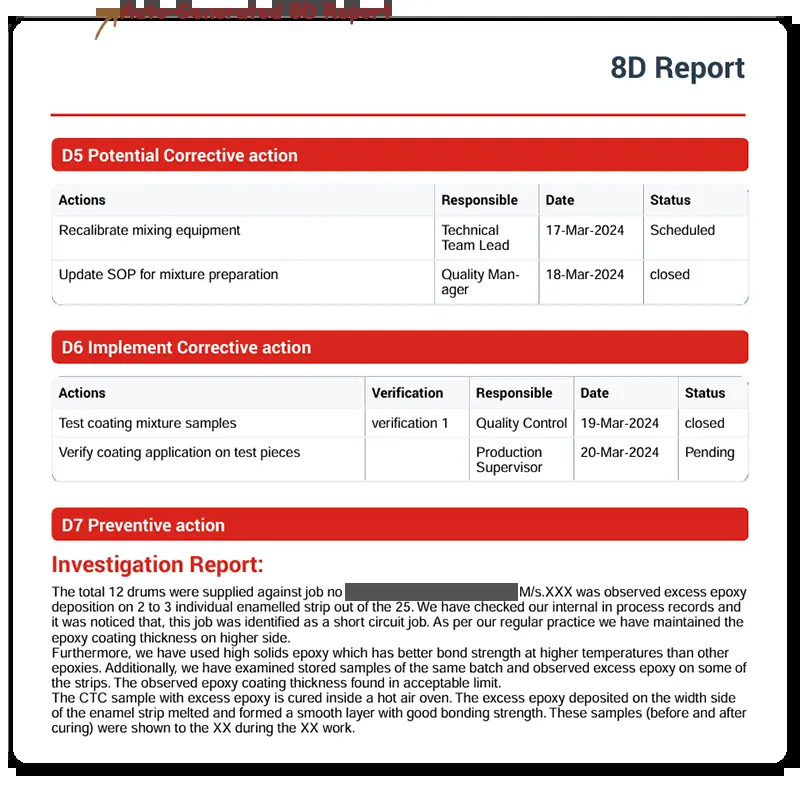 Auto-Generated 8D Report
8D Report
D5 Potential Corrective action
Actions Responsible Date Status
Recalibrate mixing equipment Technical Team Lead 17-Mar-2024 Scheduled
Update SOP for mixture preparation Quality Man-ager 18-Mar-2024 closed
D6 Implement Corrective action
Actions Verification Responsible Date Status
Test coating mixture samples verification 1 Quality Control 19-Mar-2024 closed
Verify coating application on test pieces Production Supervisor 20-Mar-2024 Pending
D7 Preventive action
Investigation Report:
The total 12 drums were supplied against job no M/s.XXX was observed excess epoxy
deposition on 2 to 3 individual enamelled strip out of the 25. We have checked our internal in process records and
it was noticed that, this job was identified as a short circuit job. As per our regular practice we have maintained the
epoxy coating thickness on higher side.
Furthermore, we have used high solids epoxy which has better bond strength at higher temperatures than other
epoxies. Additionally, we have examined stored samples of the same batch and observed excess epoxy on some of
the strips. The observed epoxy coating thickness found in acceptable limit.
The CTC sample with excess epoxy is cured inside a hot air oven. The excess epoxy deposited on the width side
of the enamel strip melted and formed a smooth layer with good bonding strength. These samples (before and after
curing) were shown to the XX during the XX work.